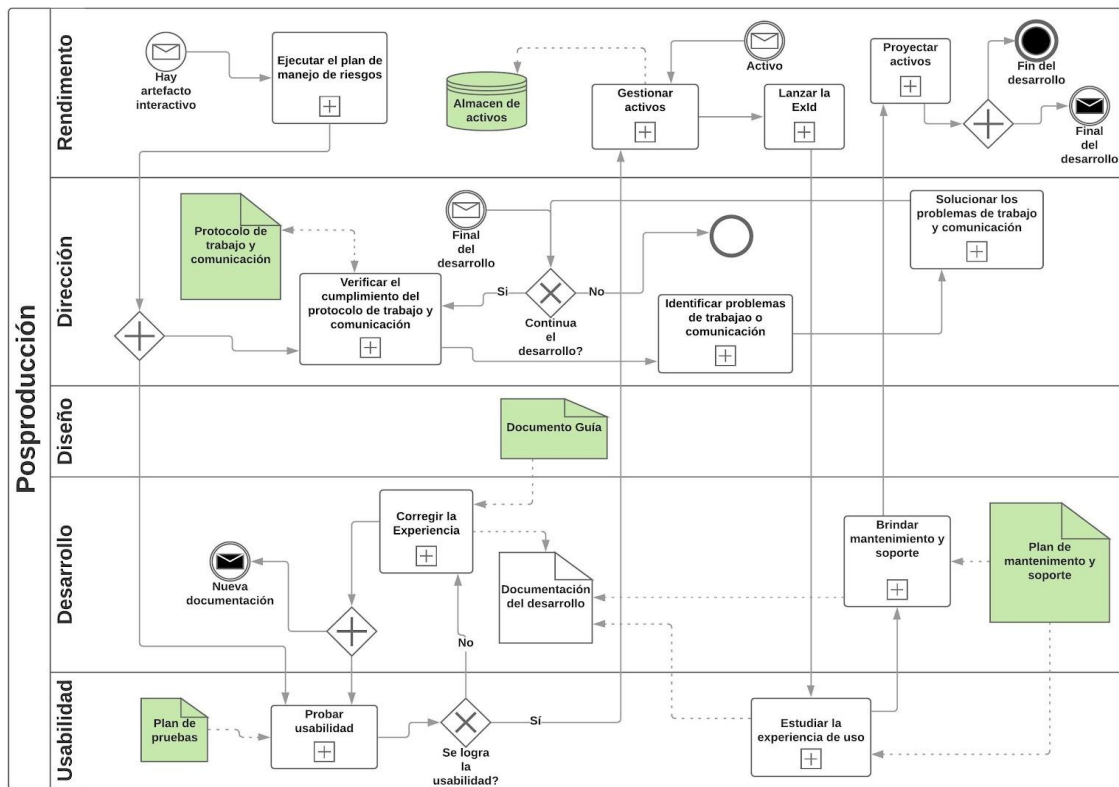 Posproducción
Rendimiento
Hay
artefacto
interactivo
Ejecutar el plan de
manejo de riesgos
Almacen de
activos
Gestionar
activos
Activo
Lanzar la
ExId
Proyectar
activos
Fin del
desarrollo
Final
del
desarrollo
Dirección
Protocolo de
trabajo y
comunicación
Verificar el
cumplimiento del
protocolo de trabajo y
comunicación
Final
del
desarrollo
Si
No
Continua
el
desarrollo?
Identificar problemas
de trabajao o
comunicación
Solucionar los
problemas de trabajo
y comunicación
Diseño
Documento Guía
Desarrollo
Nueva
documentación
Corregir la
Experiencia
Documentación
del desarrollo
No
Brindar
mantenimiento y
soporte
Plan de
mantenimento y
soporte
Usabilidad
Plan de
pruebas
Probar
usabilidad
Se logra
la
usabilidad?
Sí
Estudiar la
experiencia de uso